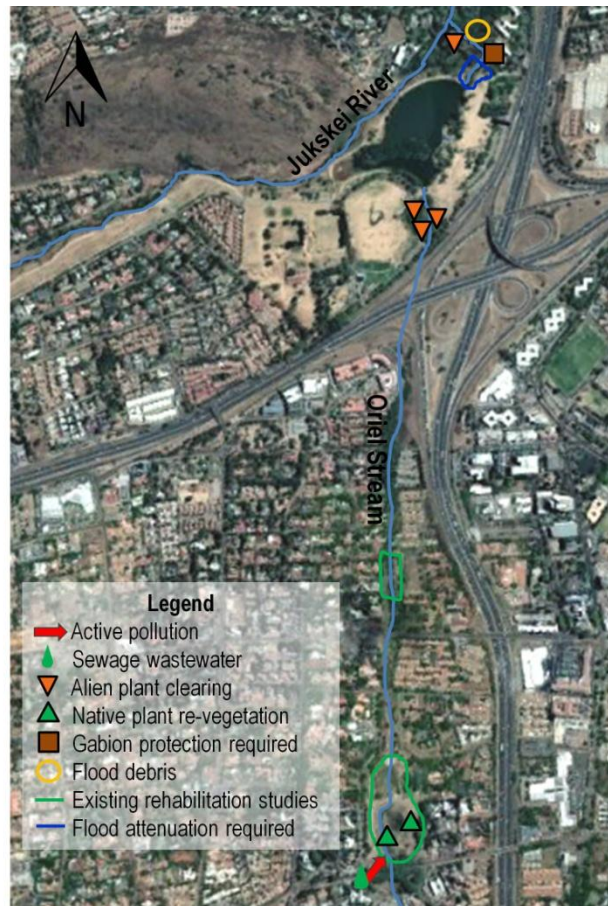 N
Jukskei River
Oriel Stream
Legend
Active pollution
Sewage wastewater
Alien plant clearing
Native plant re-vegetation
Gabion protection required
Flood debris
Existing rehabilitation studies
Flood attenuation required